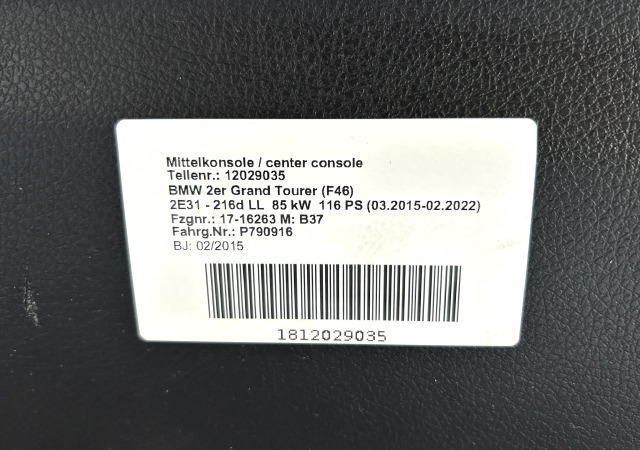 Mittelkonsole / center console
Tellenr.: 12029035
BMW 2er Grand Tourer (F46)
2E31 - 216d LL 85 kW 116 PS (03.2015-02.2022)
Fzgnr.: 17-16263 M: B37
Fahrg.Nr.: P790916
BJ: 02/2015
1812029035